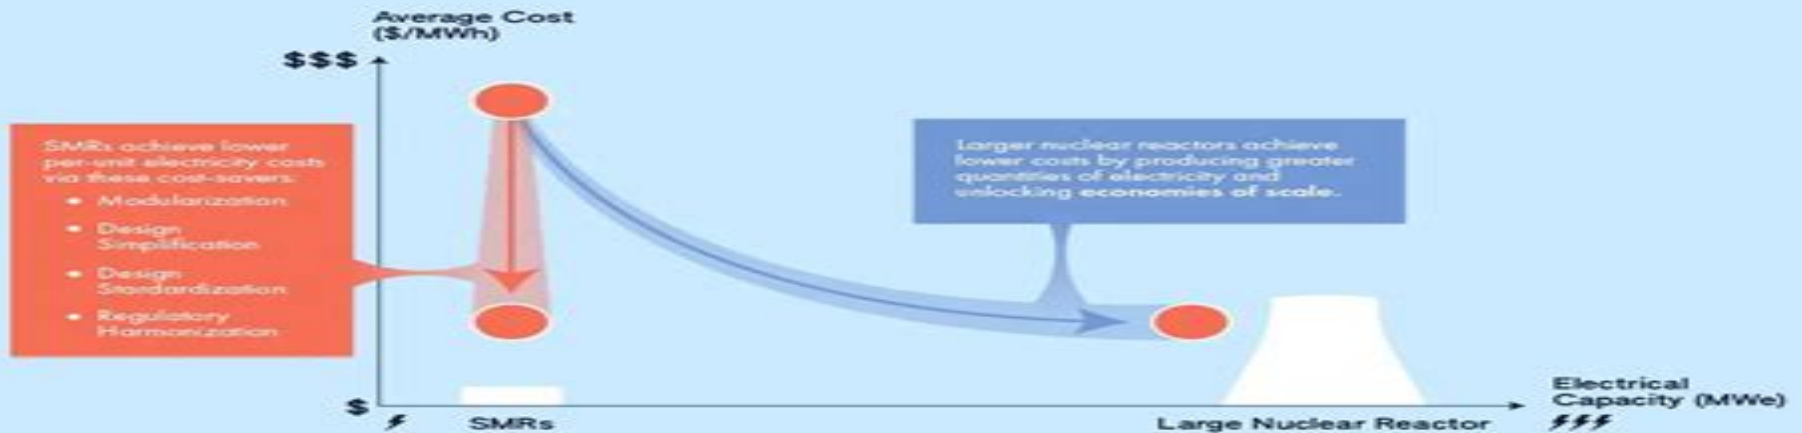 Average Cost
($/MWh)
$$$
SMRs achieve lower
per-unit electricity costs
via these cost-savers:
• Modularization
• Design
Simplification
• Design
Standardization
• Regulatory
Harmonization
Larger nuclear reactors achieve
lower costs by producing greater
quantities of electricity and
unlocking economies of scale.
$
SMRs
Large Nuclear Reactor
Electrical
Capacity (MWe)